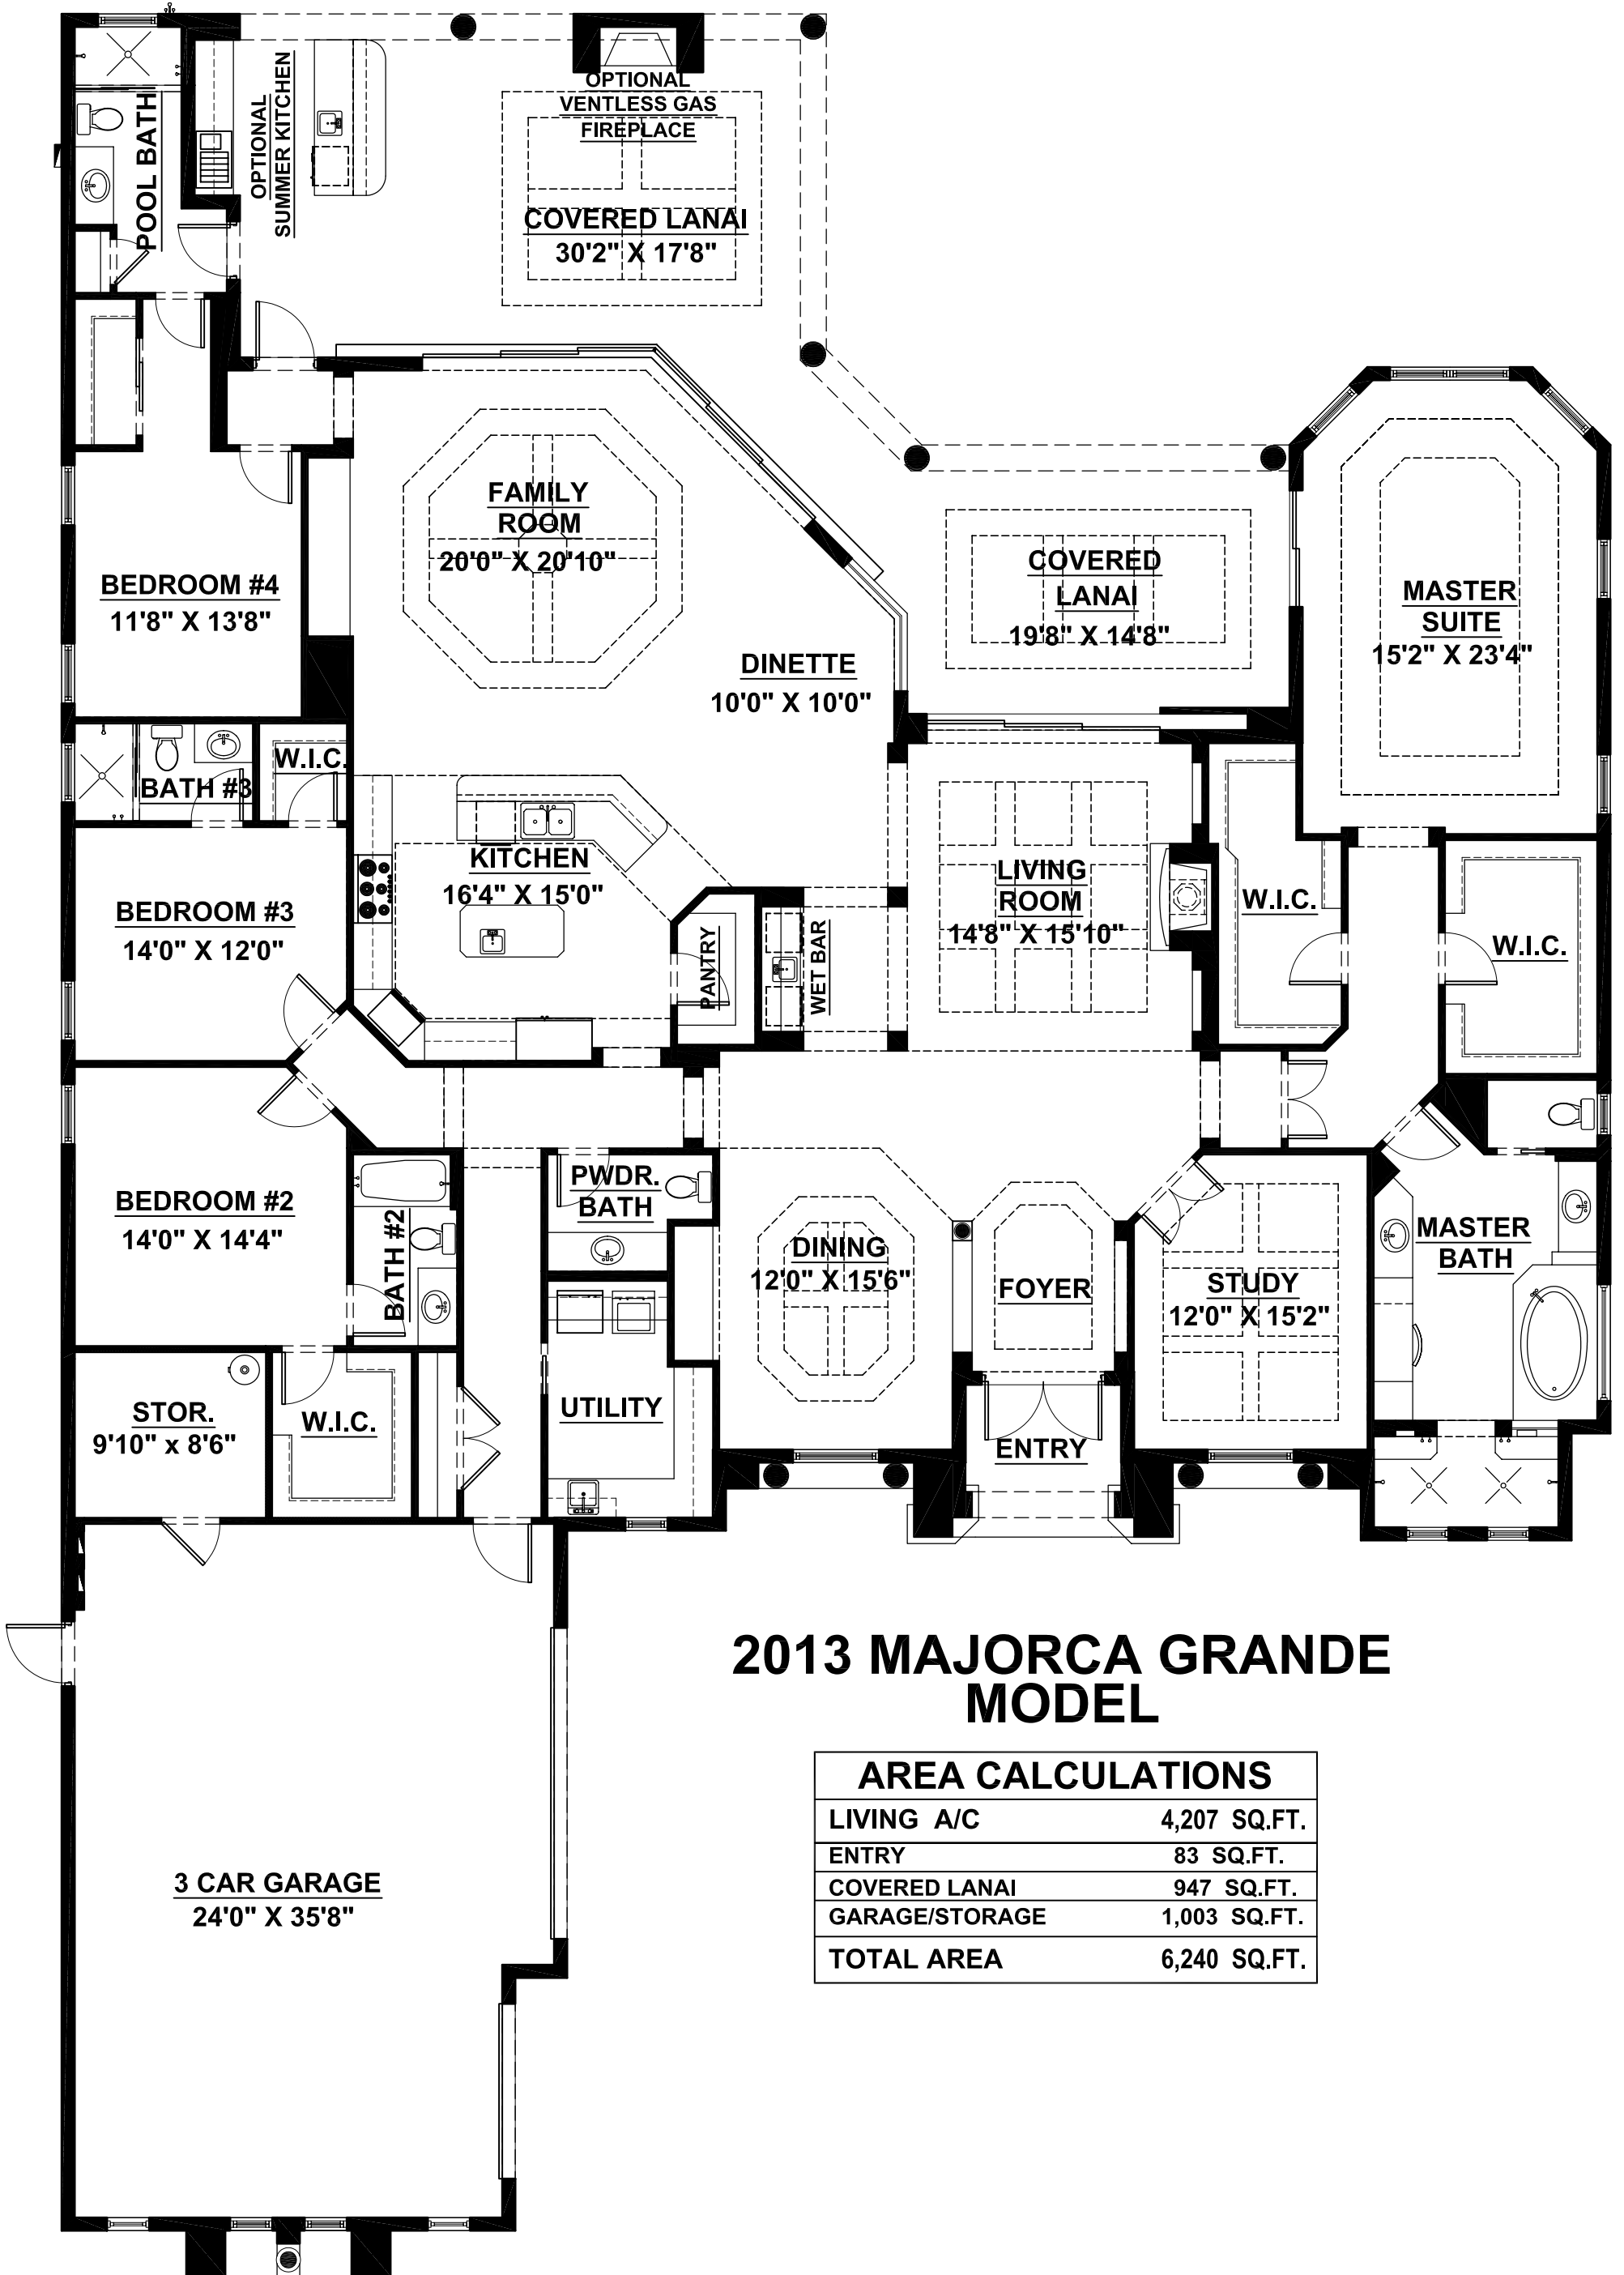 POOL BATH
OPTIONAL
SUMMER KITCHEN
OPTIONAL
VENTLESS GAS
FIREPLACE
COVERED LANAI
30'2" X 17'8"
FAMILY
ROOM
20'0" X 20'10"
BEDROOM #4
11'8" X 13'8"
COVERED
LANAI
19'8" X 14'8"
MASTER
SUITE
15'2" X 23'4"
DINETTE
10'0" X 10'0"
BATH #3
W.I.C.
KITCHEN
16'4" X 15'0"
LIVING
ROOM
14'8" X 15'10"
W.I.C.
W.I.C.
BEDROOM #3
14'0" X 12'0"
PANTRY
WET BAR
BEDROOM #2
14'0" X 14'4"
BATH #2
PWDR.
BATH
DINING
12'0" X 15'6"
FOYER
STUDY
12'0" X 15'2"
MASTER
BATH
STOR.
9'10" x 8'6"
W.I.C.
UTILITY
ENTRY
2013 MAJORCA GRANDE
MODEL
AREA CALCULATIONS
LIVING A/C 4,207 SQ.FT.
ENTRY 83 SQ.FT.
COVERED LANAI 947 SQ.FT.
GARAGE/STORAGE 1,003 SQ.FT.
TOTAL AREA 6,240 SQ.FT.
3 CAR GARAGE
24'0" X 35'8"